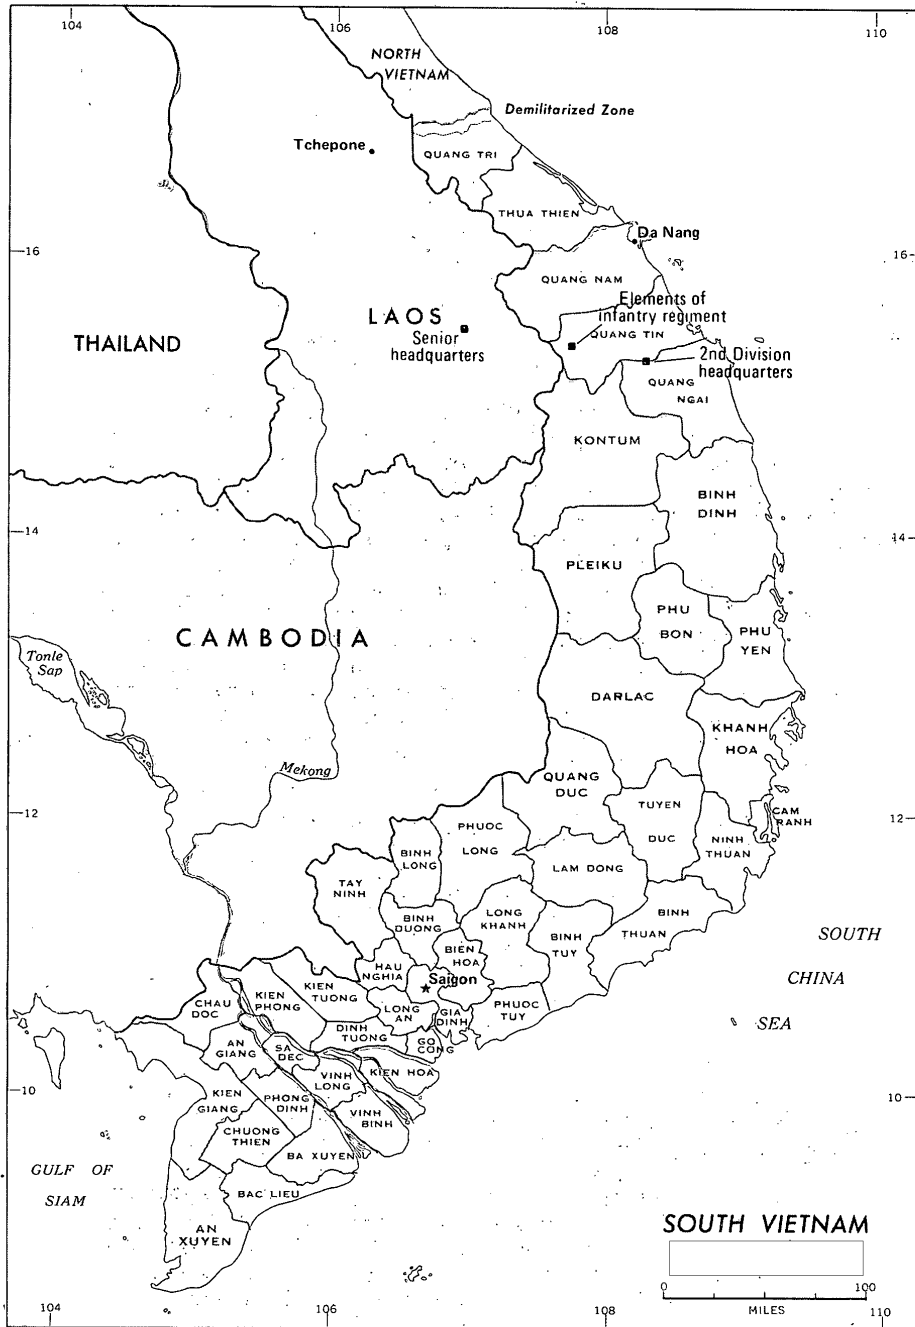 104
106
108
110
NORTH
VIETNAM
Demilitarized Zone
Tchepone
QUANG TRI
THUA THIEN
Da Nang
16
16
QUANG NAM
Elements of
infantry regiment
LAOS
Senior
headquarters
THAILAND
QUANG TIN
2nd Division
headquarters
QUANG
NGAI
KONTUM
BINH
DINH
14
14
PLEIKU
PHU
BON
PHU
YEN
CAMBODIA
Tonle
Sap
DARLAC
KHANH
HOA
Mekong
QUANG
DUC
TUYEN
DUC
CAM
RANH
12
12
PHUOC
LONG
BINH
LONG
NINH
THUAN
LAM DONG
TAY
NINH
LONG
KHANH
BINH
THUAN
BINH
DUONG
BINH
TUY
BIEN
HOA
SOUTH
CHINA
SEA
HAU
NGHIA
Saigon
KIEN
TUONG
KIEN
PHONG
CHAU
DOC
LONG
AN
GIA
DINH
PHUOC
TUY
DINH
TUONG
GO
CONG
AN
GIANG
SA
DEC
KIEN HOA
VINH
LONG
10
10
KIEN
GIANG
PHONG
DINH
VINH
BINH
CHUONG
THIEN
BA XUYEN
GULF OF
SIAM
BAC LIEU
AN
XUYEN
SOUTH VIETNAM
0
100
MILES
104
106
108
110